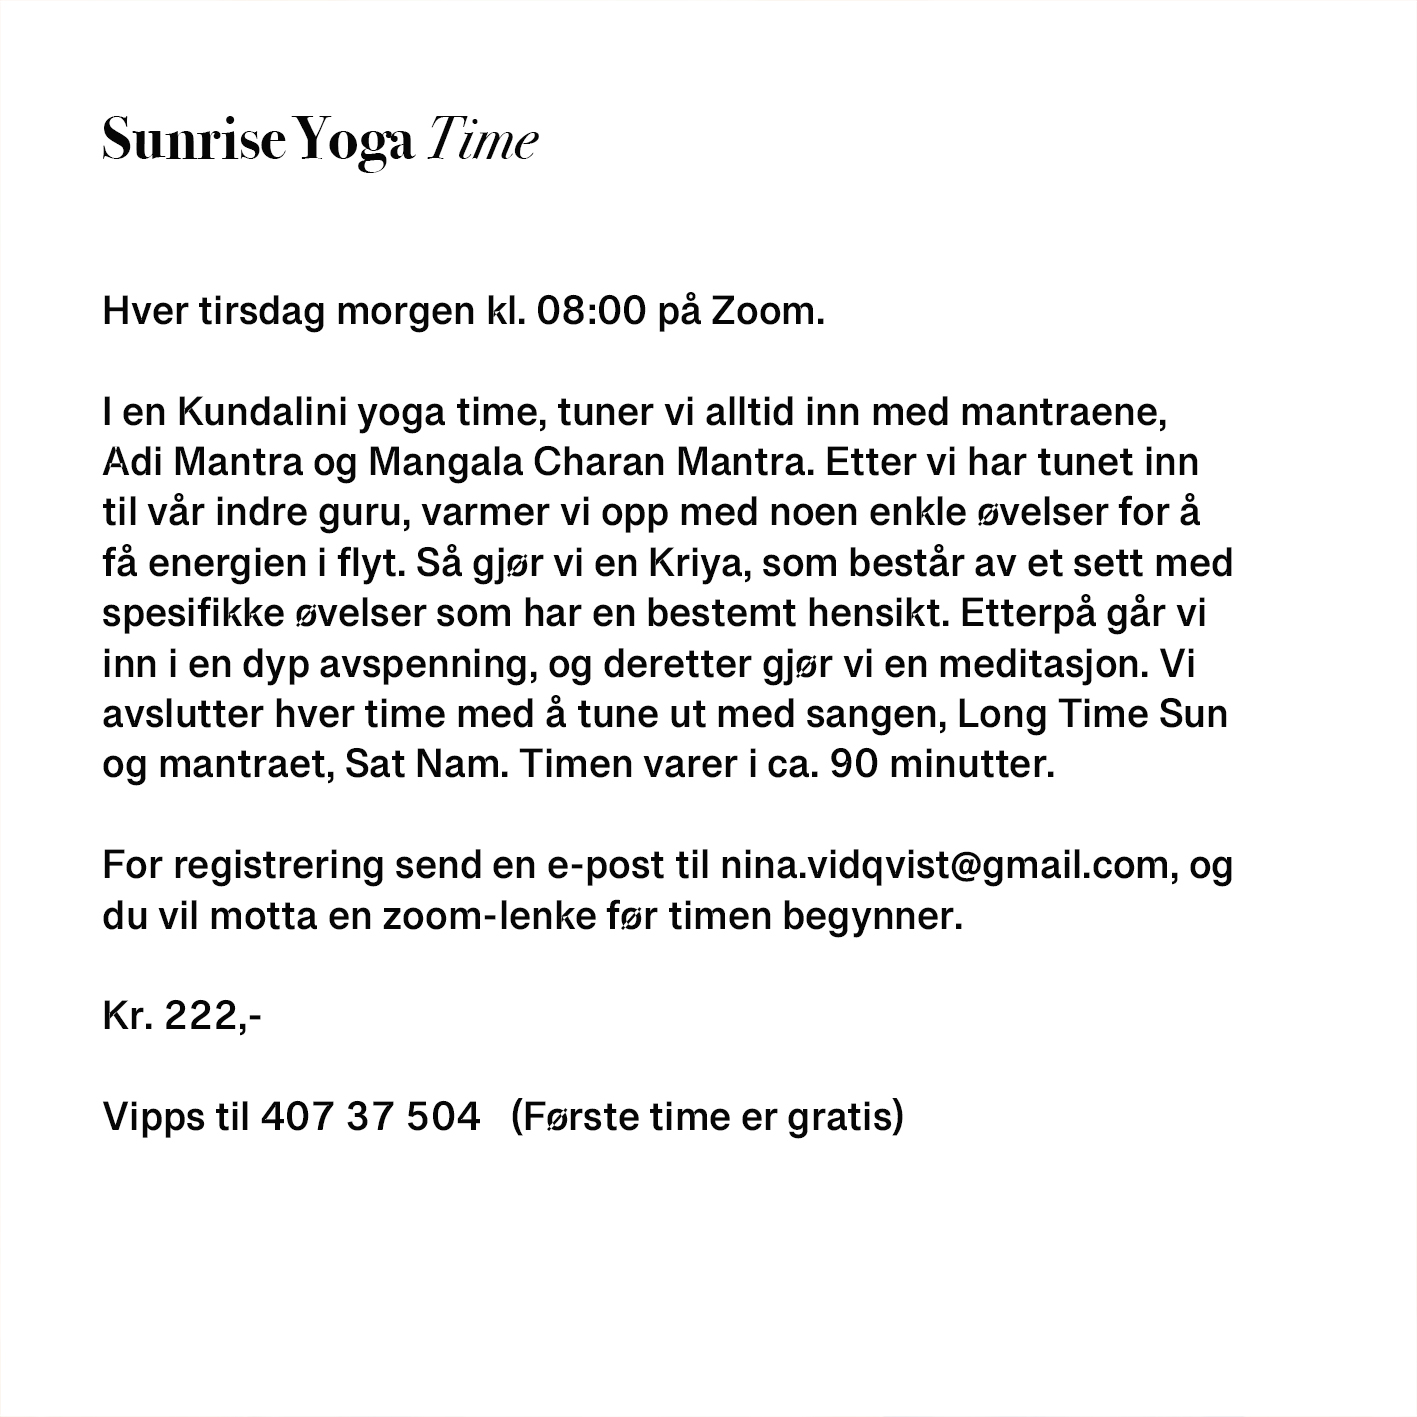 Sunrise Yoga Time
Hver tirsdag morgen kl. 08:00 på Zoom.
I en Kundalini yoga time, tuner vi alltid inn med mantraene,
Adi Mantra og Mangala Charan Mantra. Etter vi har tunet inn
til vår indre guru, varmer vi opp med noen enkle øvelser for å
få energien i flyt. Så gjør vi en Kriya, som består av et sett med
spesifikke øvelser som har en bestemt hensikt. Etterpå går vi
inn i en dyp avspenning, og deretter gjør vi en meditasjon. Vi
avslutter hver time med å tune ut med sangen, Long Time Sun
og mantraet, Sat Nam. Timen varer i ca. 90 minutter.
For registrering send en e-post til nina.vidqvist@gmail.com, og
du vil motta en zoom-lenke før timen begynner.
Kr. 222,-
Vipps til 407 37 504   (Første time er gratis)